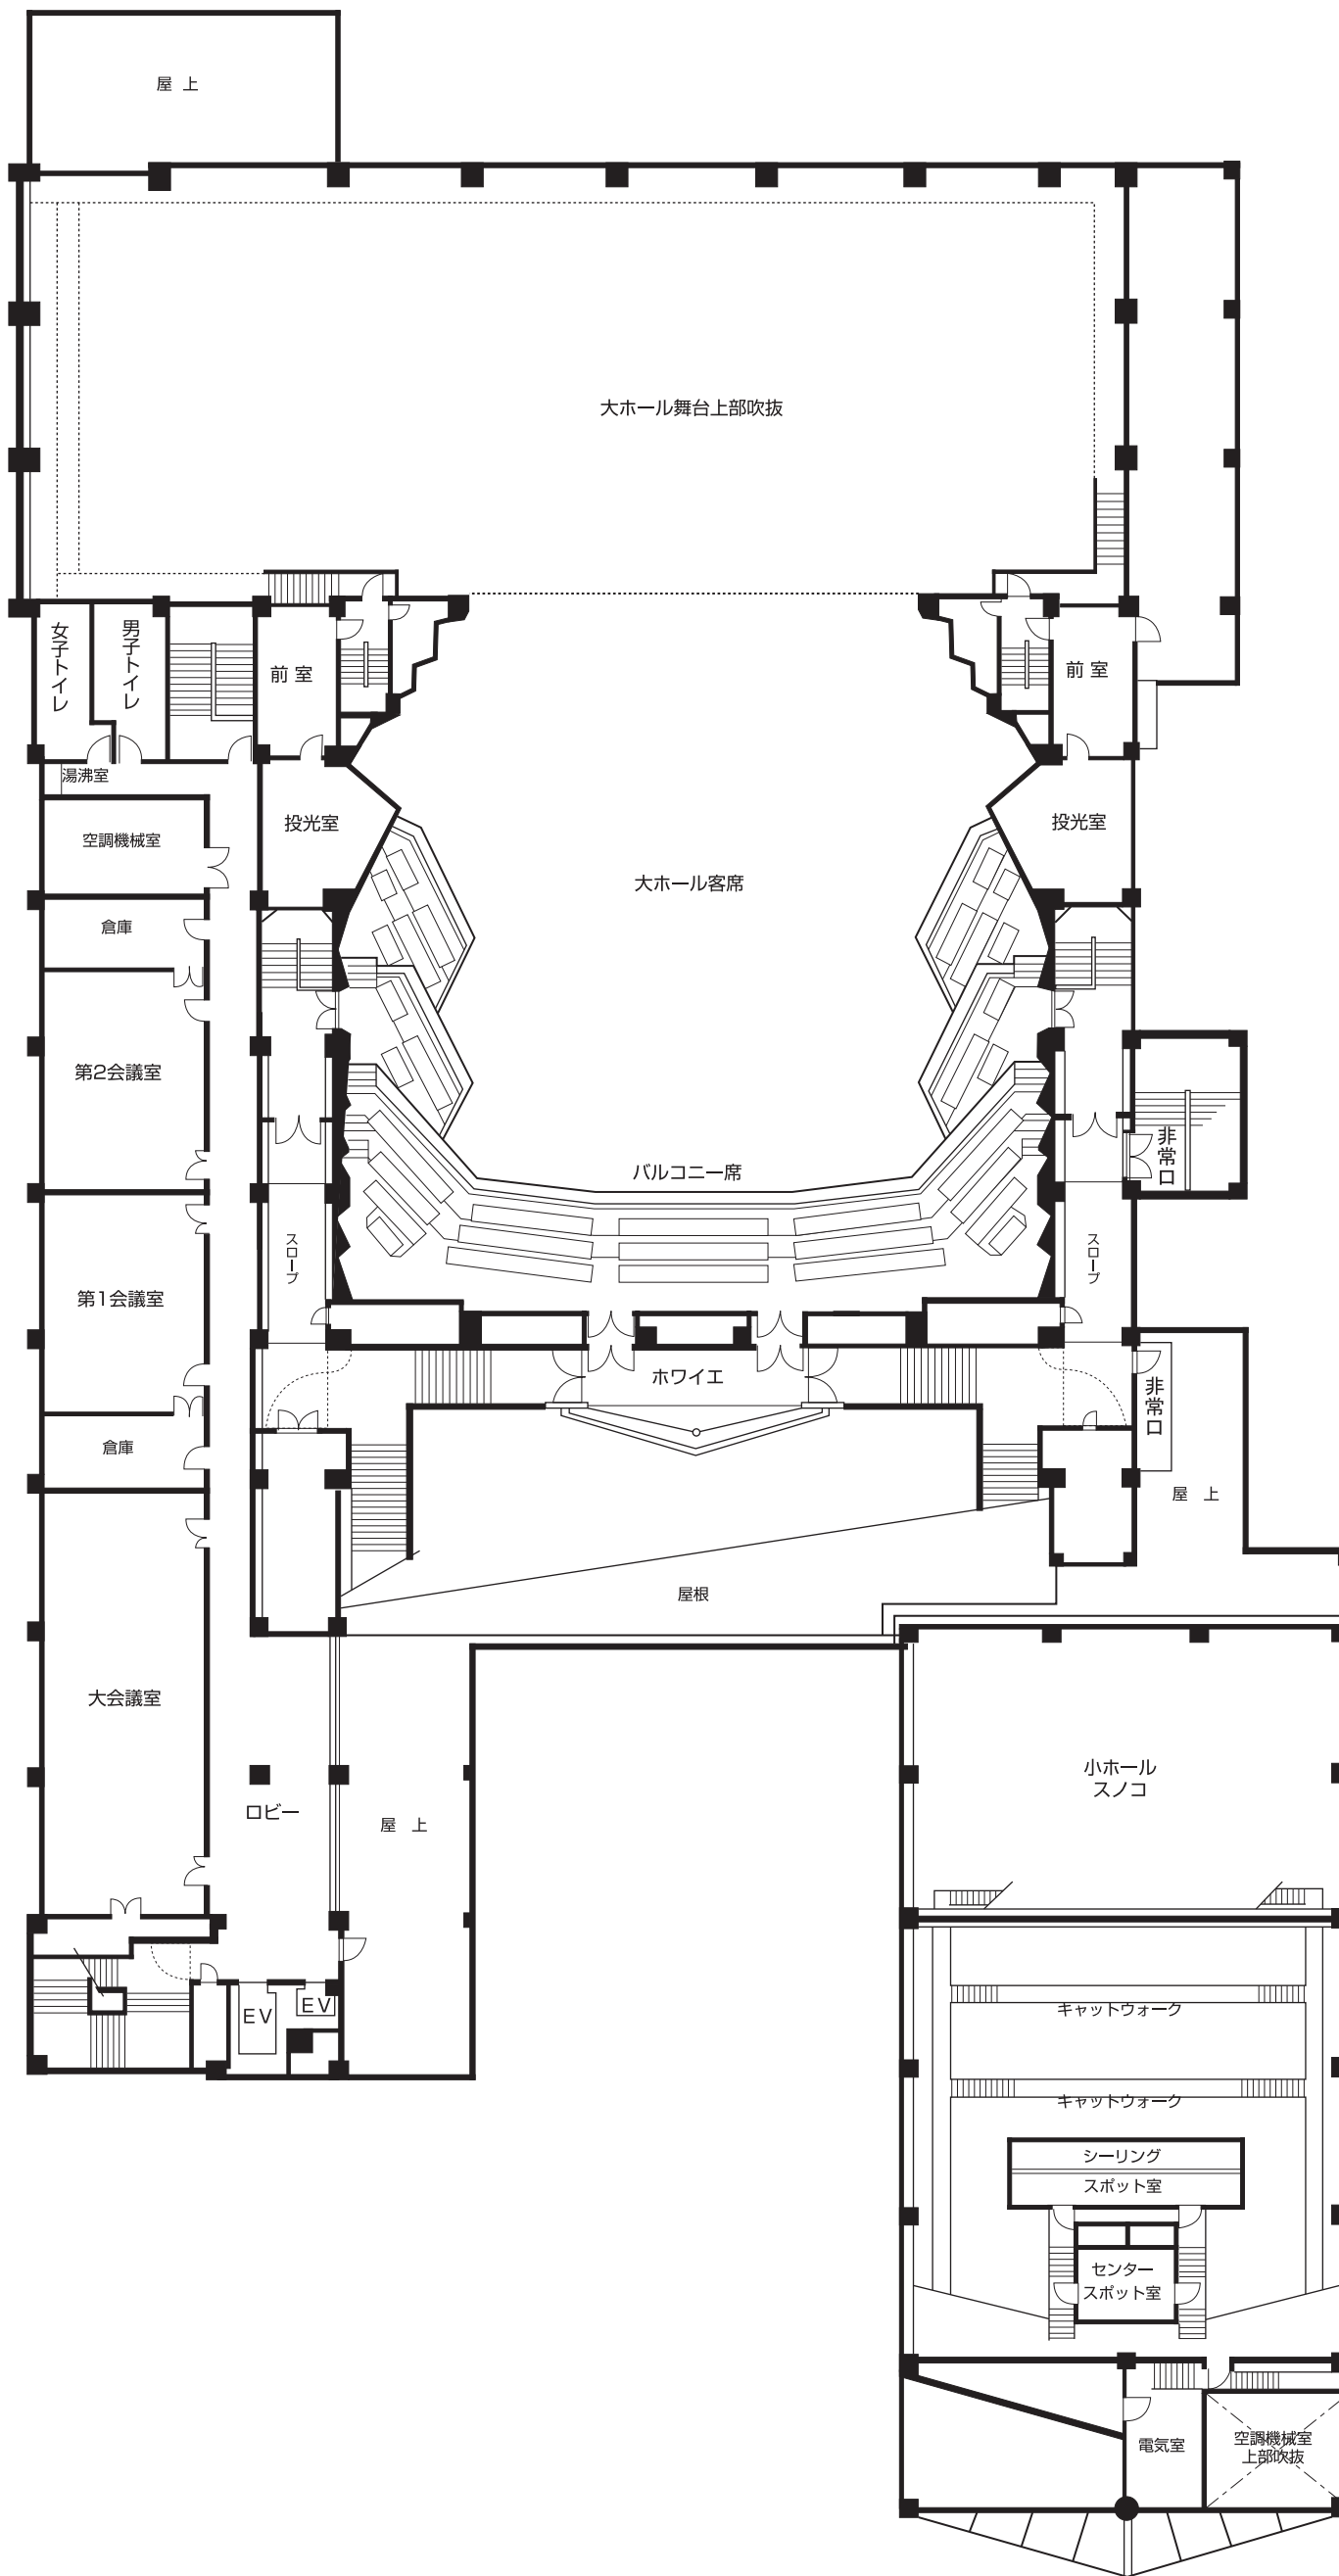 屋 上
大ホール舞台上部吹抜
女子トイレ
男子トイレ
前 室
前 室
湯沸室
空調機械室
投光室
投光室
大ホール客席
倉庫
第2会議室
バルコニー席
非常口
スロープ
スロープ
第1会議室
ホワイエ
非常口
倉庫
屋 上
屋根
大会議室
小ホール
スノコ
ロビー
屋 上
EV
EV
キャットウォーク
キャットウォーク
シーリング
スポット室
センター
スポット室
電気室
空調機械室
上部吹抜